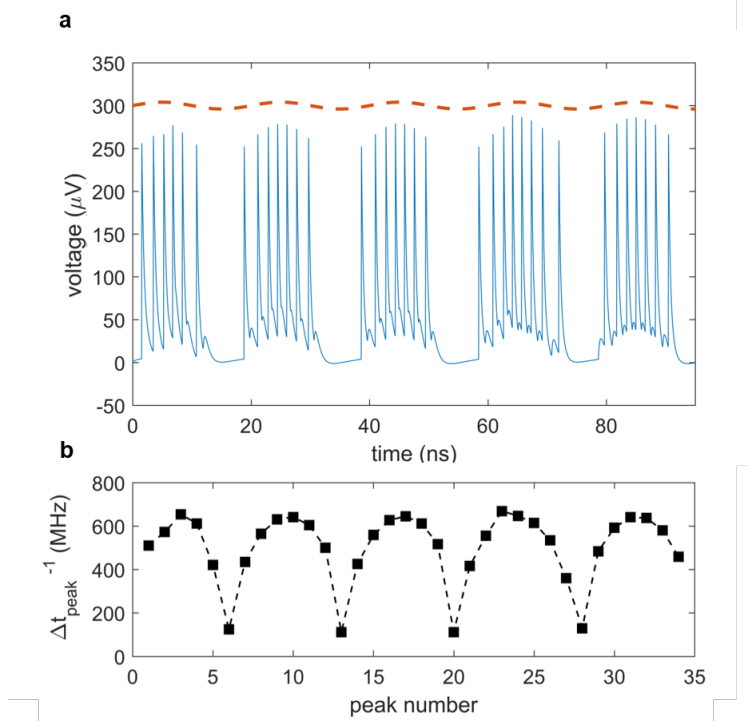 a
350
300
250
200
150
100
50
0
-50
voltage (μV)
0 20 40 60 80
time (ns)
b
800
600
400
200
0
Δt_peak^-1 (MHz)
0 5 10 15 20 25 30 35
peak number